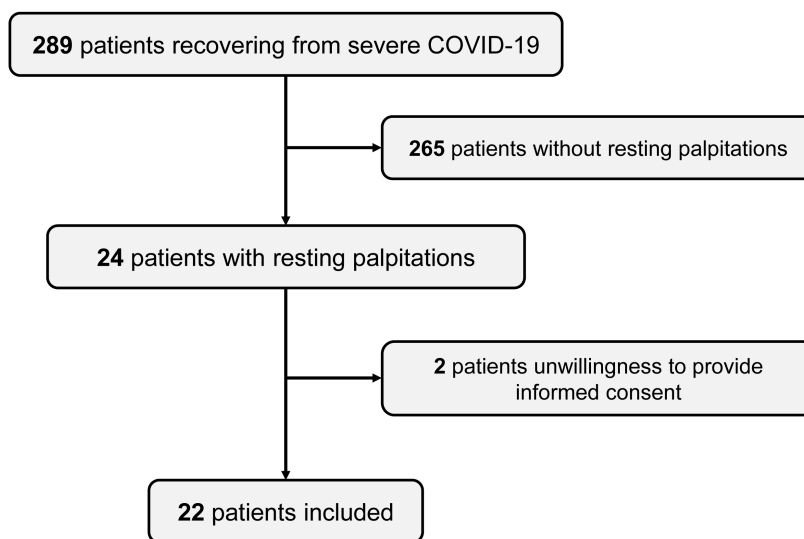 289 patients recovering from severe COVID-19
265 patients without resting palpitations
24 patients with resting palpitations
2 patients unwillingness to provide
informed consent
22 patients included